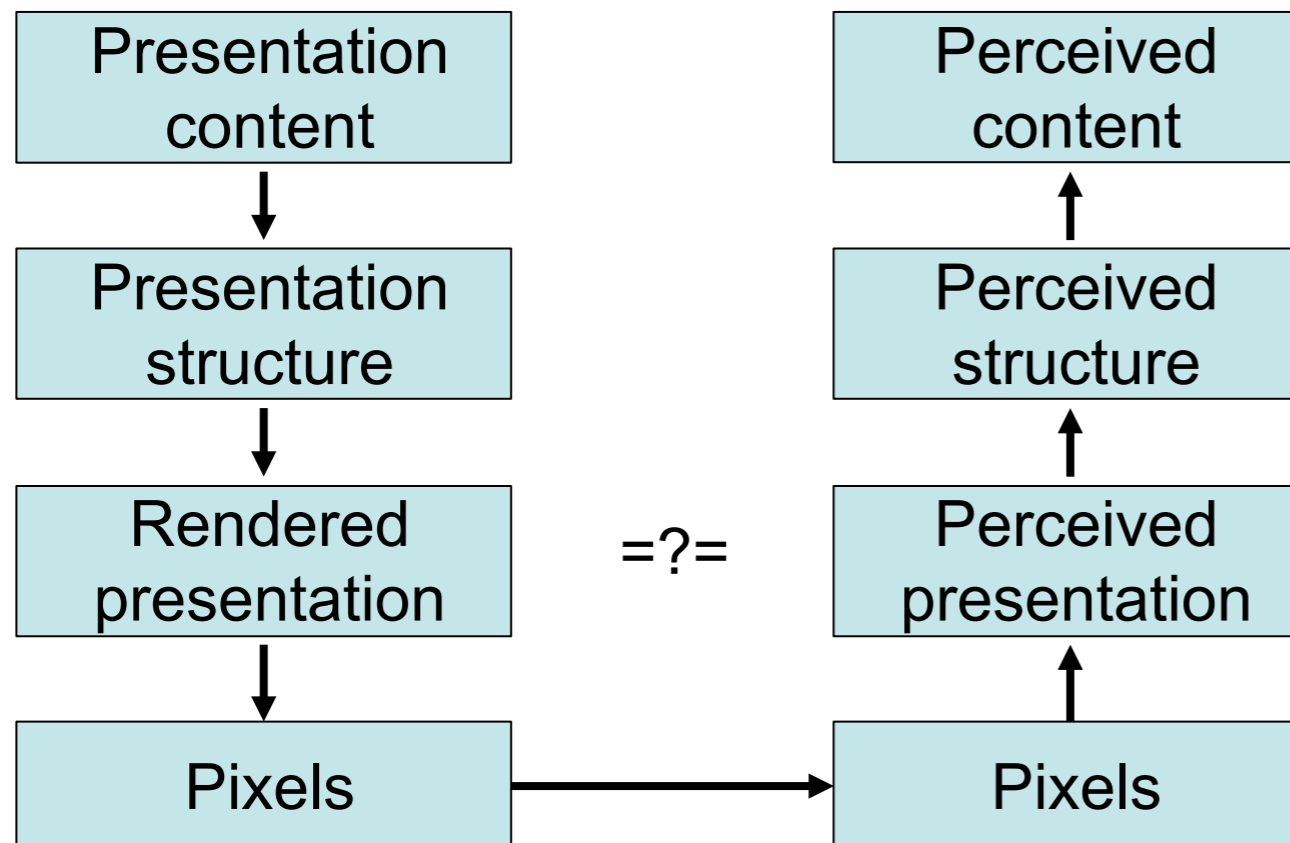 Presentation
content
Perceived
content
Presentation
structure
Perceived
structure
Rendered
presentation
=?=
Perceived
presentation
Pixels
Pixels